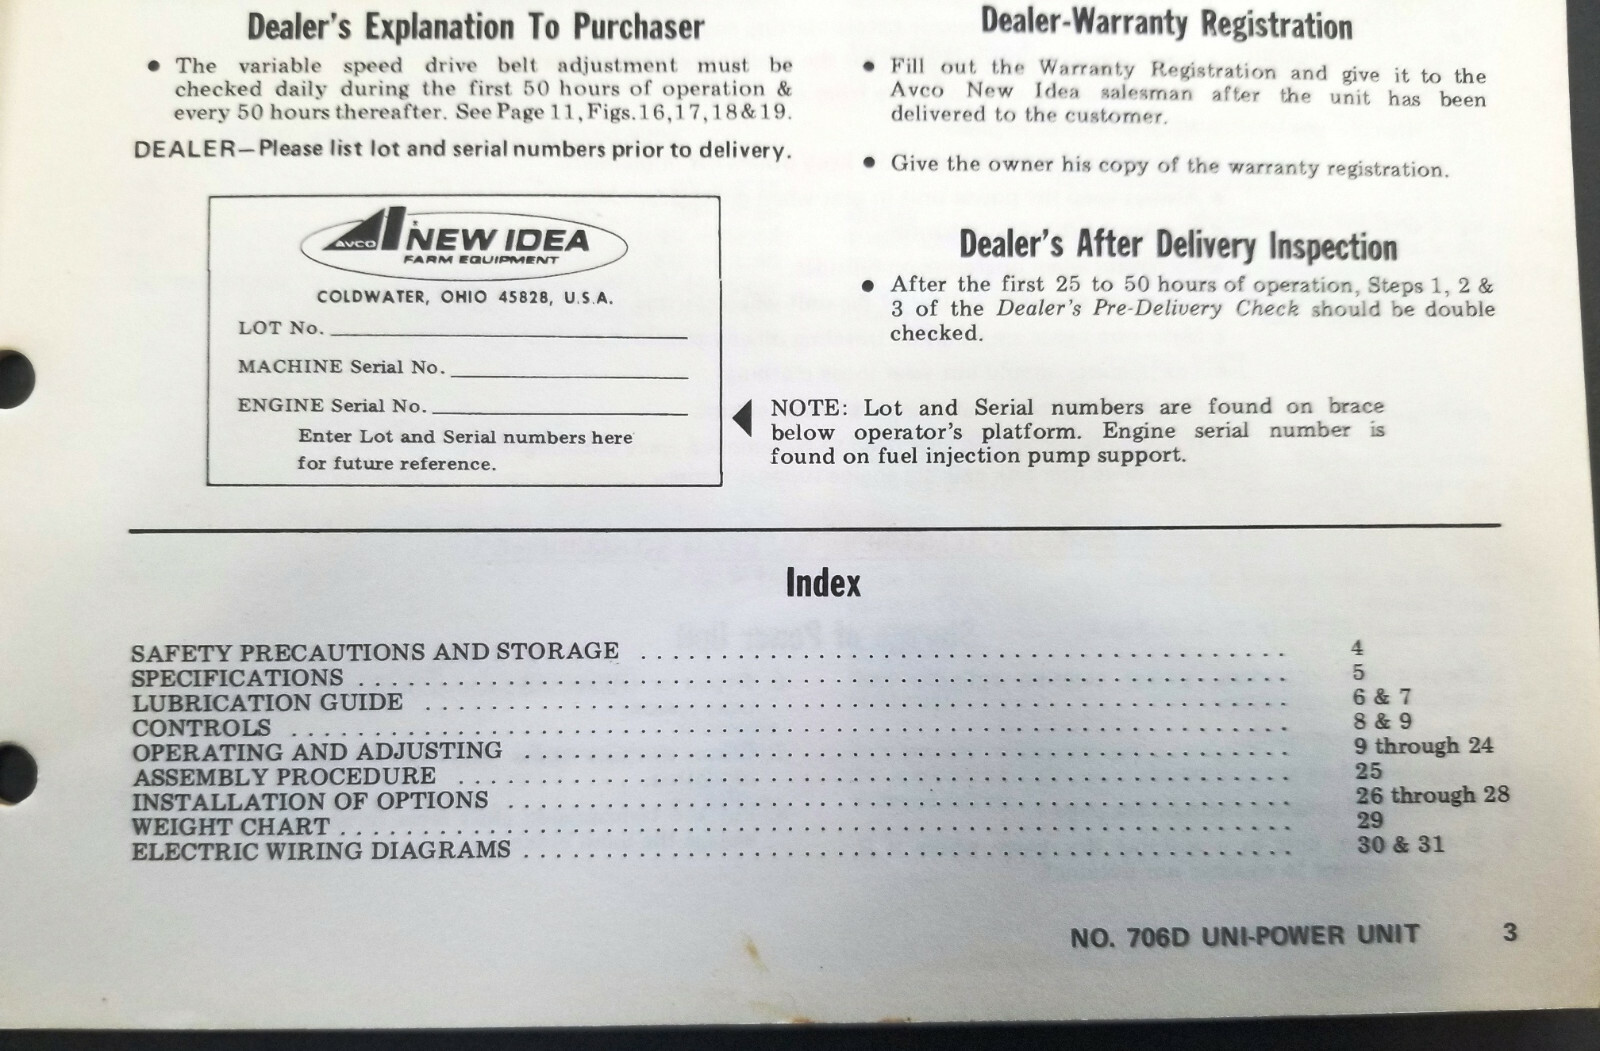 Dealer's Explanation To Purchaser
• The variable speed drive belt adjustment must be
checked daily during the first 50 hours of operation &
every 50 hours thereafter. See Page 11, Figs. 16, 17, 18 & 19.
DEALER—Please list lot and serial numbers prior to delivery.
AVCO NEW IDEA
FARM EQUIPMENT
COLDWATER, OHIO 45828, U.S.A.
LOT No.
MACHINE Serial No.
ENGINE Serial No.
Enter Lot and Serial numbers here
for future reference.
Dealer-Warranty Registration
• Fill out the Warranty Registration and give it to the
Avco New Idea salesman after the unit has been
delivered to the customer.
• Give the owner his copy of the warranty registration.
Dealer's After Delivery Inspection
• After the first 25 to 50 hours of operation, Steps 1, 2 &
3 of the Dealer's Pre-Delivery Check should be double
checked.
NOTE: Lot and Serial numbers are found on brace
below operator's platform. Engine serial number is
found on fuel injection pump support.
Index
SAFETY PRECAUTIONS AND STORAGE . . . . . . . . . . 4
SPECIFICATIONS . . . . . . . . . . 5
LUBRICATION GUIDE . . . . . . . . . . 6 & 7
CONTROLS . . . . . . . . . . 8 & 9
OPERATING AND ADJUSTING . . . . . . . . . . 9 through 24
ASSEMBLY PROCEDURE . . . . . . . . . . 25
INSTALLATION OF OPTIONS . . . . . . . . . . 26 through 28
WEIGHT CHART . . . . . . . . . . 29
ELECTRIC WIRING DIAGRAMS . . . . . . . . . . 30 & 31
NO. 706D UNI-POWER UNIT 3